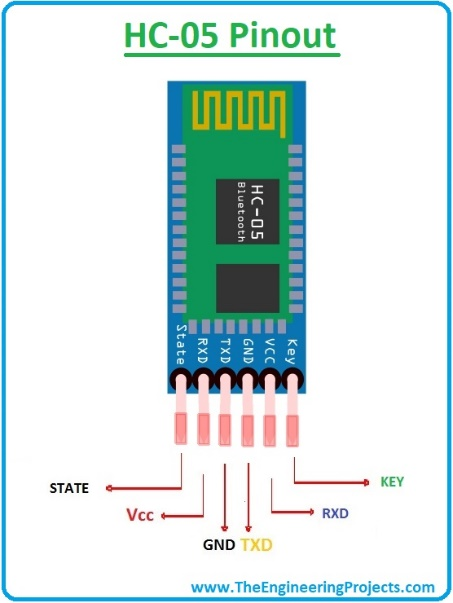 HC-05 Pinout
HC-05
Bluetooth
State RXD TXD GND VCC Key
STATE
Vcc
GND
TXD
RXD
KEY
www.TheEngineeringProjects.com